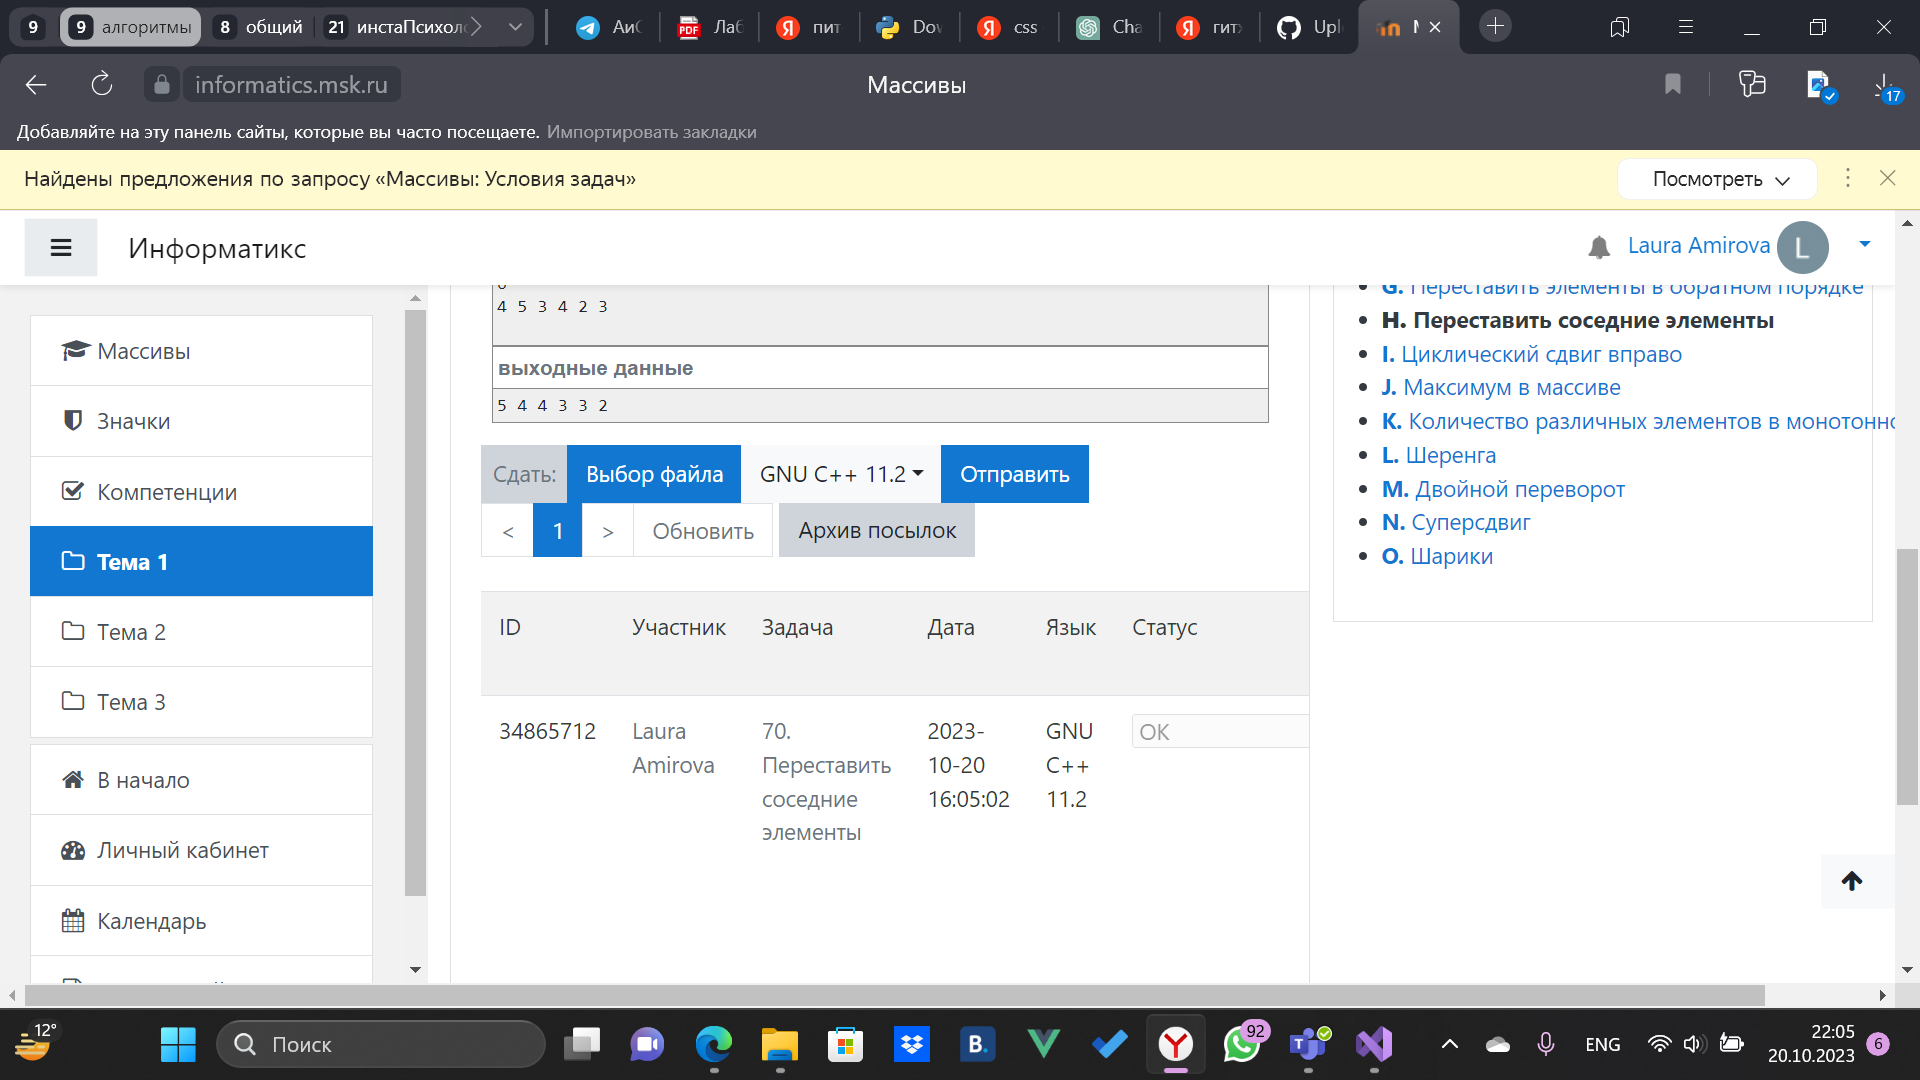 9
9 алгоритмы
8 общий
21 инстаПсихол
АиС
Лаб
пит
Dov
css
Cha
гит
Upl
informatics.msk.ru
Массивы
17
Добавляйте на эту панель сайты, которые вы часто посещаете. Импортировать закладки
Найдены предложения по запросу «Массивы: Условия задач»
Посмотреть
Информатикс
Laura Amirova
L
Массивы
Значки
Компетенции
Тема 1
Тема 2
Тема 3
В начало
Личный кабинет
Календарь
4 5 3 4 2 3
выходные данные
5 4 4 3 3 2
Сдать:
Выбор файла
GNU C++ 11.2
Отправить
<
1
>
Обновить
Архив посылок
ID
Участник
Задача
Дата
Язык
Статус
34865712
Laura
Amirova
70.
Переставить
соседние
элементы
2023-
10-20
16:05:02
GNU
C++
11.2
OK
G. Переставить элементы в обратном порядке
H. Переставить соседние элементы
I. Циклический сдвиг вправо
J. Максимум в массиве
K. Количество различных элементов в монотонно
L. Шеренга
M. Двойной переворот
N. Суперсдвиг
O. Шарики
12°
Поиск
B.
92
ENG
22:05
20.10.2023
6